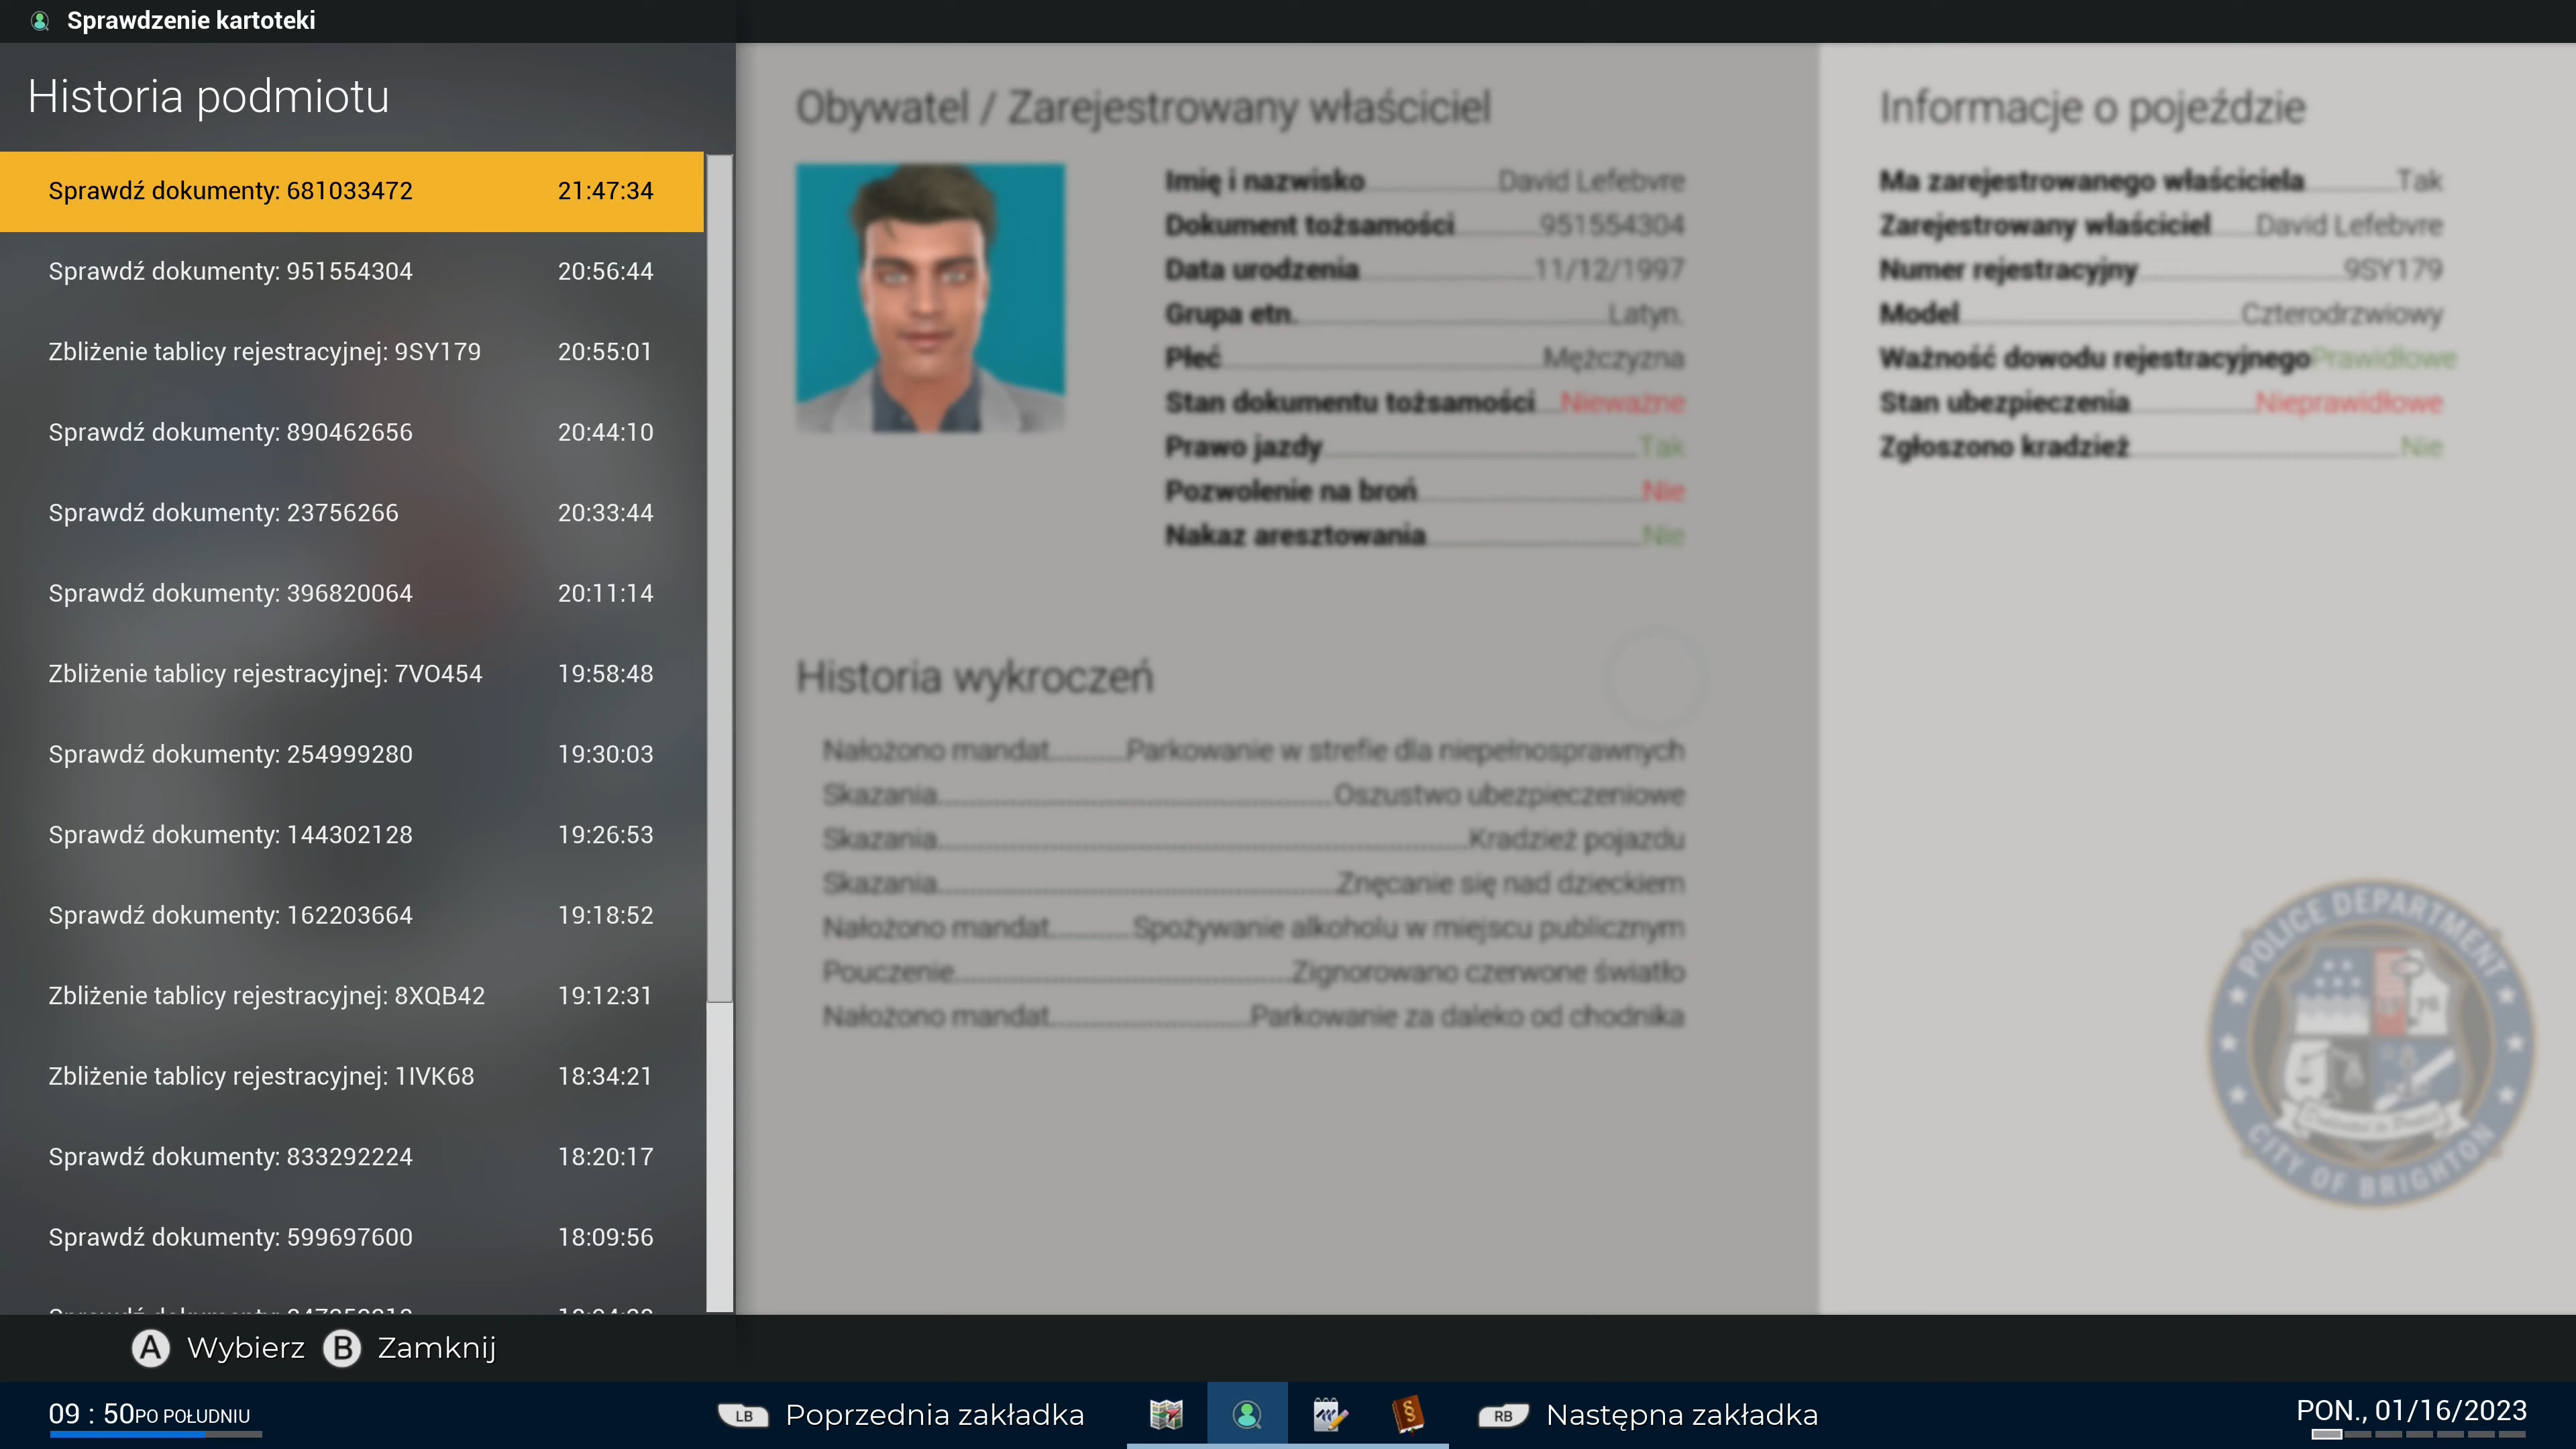 Sprawdzenie kartoteki
Historia podmiotu
Sprawdź dokumenty: 681033472 21:47:34
Sprawdź dokumenty: 951554304 20:56:44
Zbliżenie tablicy rejestracyjnej: 9SY179 20:55:01
Sprawdź dokumenty: 890462656 20:44:10
Sprawdź dokumenty: 23756266 20:33:44
Sprawdź dokumenty: 396820064 20:11:14
Zbliżenie tablicy rejestracyjnej: 7VO454 19:58:48
Sprawdź dokumenty: 254999280 19:30:03
Sprawdź dokumenty: 144302128 19:26:53
Sprawdź dokumenty: 162203664 19:18:52
Zbliżenie tablicy rejestracyjnej: 8XQB42 19:12:31
Zbliżenie tablicy rejestracyjnej: 1IVK68 18:34:21
Sprawdź dokumenty: 833292224 18:20:17
Sprawdź dokumenty: 599697600 18:09:56
Obywatel / Zarejestrowany właściciel
Imię i nazwisko David Lefebvre
Dokument tożsamości 951554304
Data urodzenia 11/12/1997
Grupa etn. Latyn.
Płeć Mężczyzna
Stan dokumentu tożsamości Nieważne
Prawo jazdy Tak
Pozwolenie na broń Nie
Nakaz aresztowania Nie
Historia wykroczeń
Nałożono mandat Parkowanie w strefie dla niepełnosprawnych
Skazania Oszustwo ubezpieczeniowe
Skazania Kradzież pojazdu
Skazania Znęcanie się nad dzieckiem
Nałożono mandat Spożywanie alkoholu w miejscu publicznym
Pouczenie Zignorowano czerwone światło
Nałożono mandat Parkowanie za daleko od chodnika
Informacje o pojeździe
Ma zarejestrowanego właściciela Tak
Zarejestrowany właściciel David Lefebvre
Numer rejestracyjny 9SY179
Model Czterodrzwiowy
Ważność dowodu rejestracyjnego Prawidłowe
Stan ubezpieczenia Nieprawidłowe
Zgłoszono kradzież Nie
POLICE DEPARTMENT
CITY OF BRIGHTON
A Wybierz B Zamknij
09 : 50 PO POŁUDNIU
LB Poprzednia zakładka
RB Następna zakładka
PON., 01/16/2023